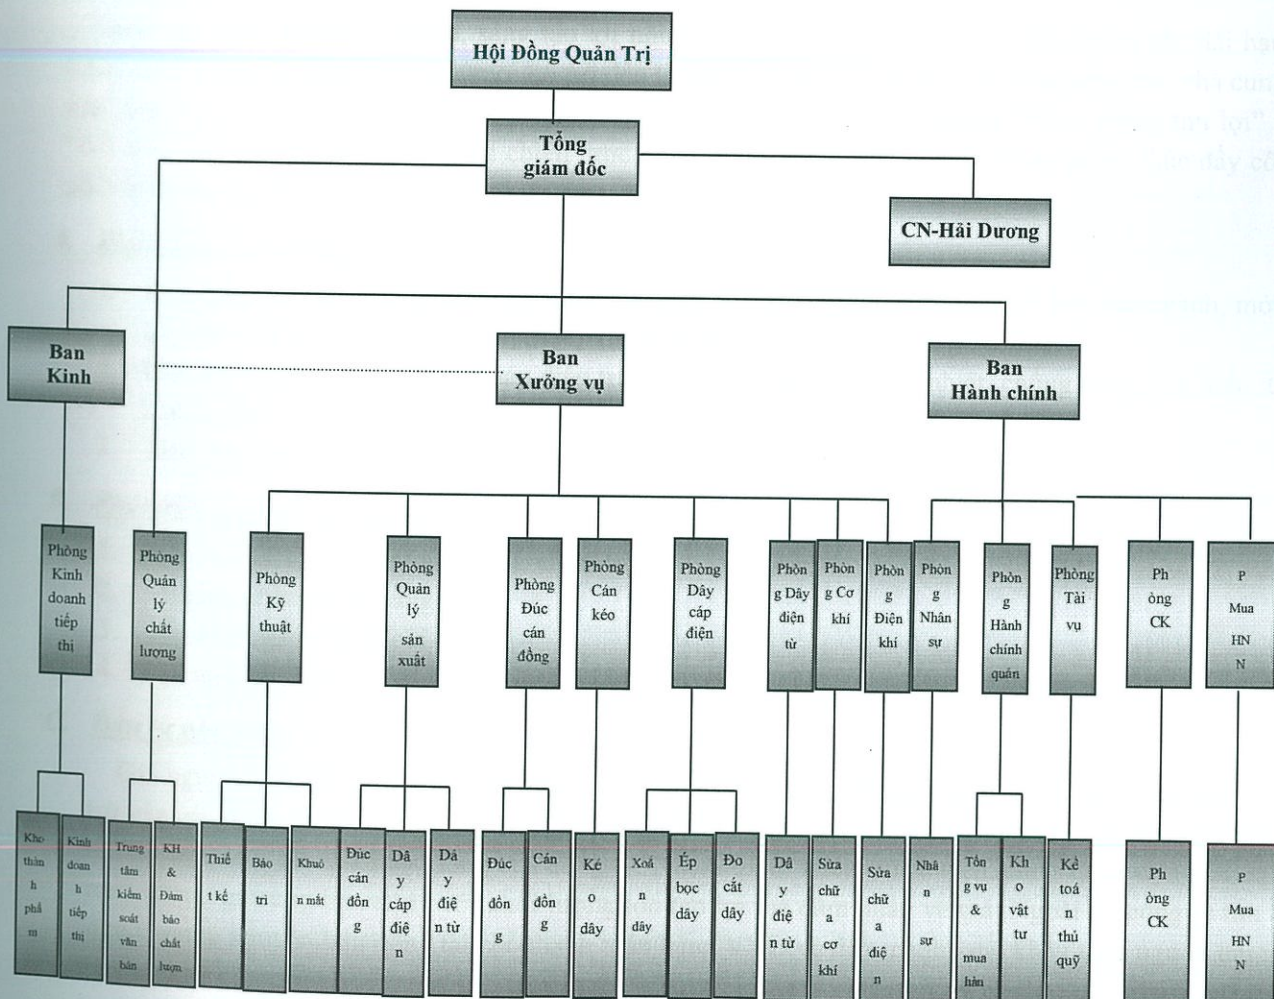 Hội Đồng Quản Trị
Tổng
giám đốc
CN-Hải Dương
Ban
Kinh
Ban
Xưởng vụ
Ban
Hành chính
Phòng
Kinh
doanh
tiếp
thị
Phòng
Quản
lý
chất
lượng
Phòng
Kỹ
thuật
Phòng
Quản
lý
sản
xuất
Phòng
Đúc
cán
đồng
Phòng
Cán
kéo
Phòng
Dây
cáp
điện
Phòn
g Dây
điện
từ
Phòn
g Cơ
khí
Phòn
g
Điện
khí
Phòn
g
Nhân
sự
Phòn
g
Hành
chính
quản
Phòng
Tài
vụ
Ph
òng
CK
P
Mua
HN
N
Kho
thàn
h
phẩ
m
Kinh
doan
h
tiếp
thị
Trung
tâm
kiểm
soát
văn
bản
KH
&
Đảm
bảo
chất
lượn
Thiế
t kế
Bảo
trì
Khuô
n mắt
Đúc
cán
đồn
g
Dâ
y
cáp
điệ
n
Dâ
y
điệ
n từ
Đúc
đồn
g
Cán
đồn
g
Ké
o
dây
Xoắ
n
dây
Ép
bọc
dây
Đo
cắt
dây
Dâ
y
điệ
n từ
Sửa
chữ
a
cơ
khí
Sửa
chữ
a
điệ
n
Nhâ
n
sự
Tổn
g vụ
&
mua
hàn
Kh
o
vật
tư
Kế
toá
n
thủ
quỹ
Ph
òng
CK
P
Mua
HN
N